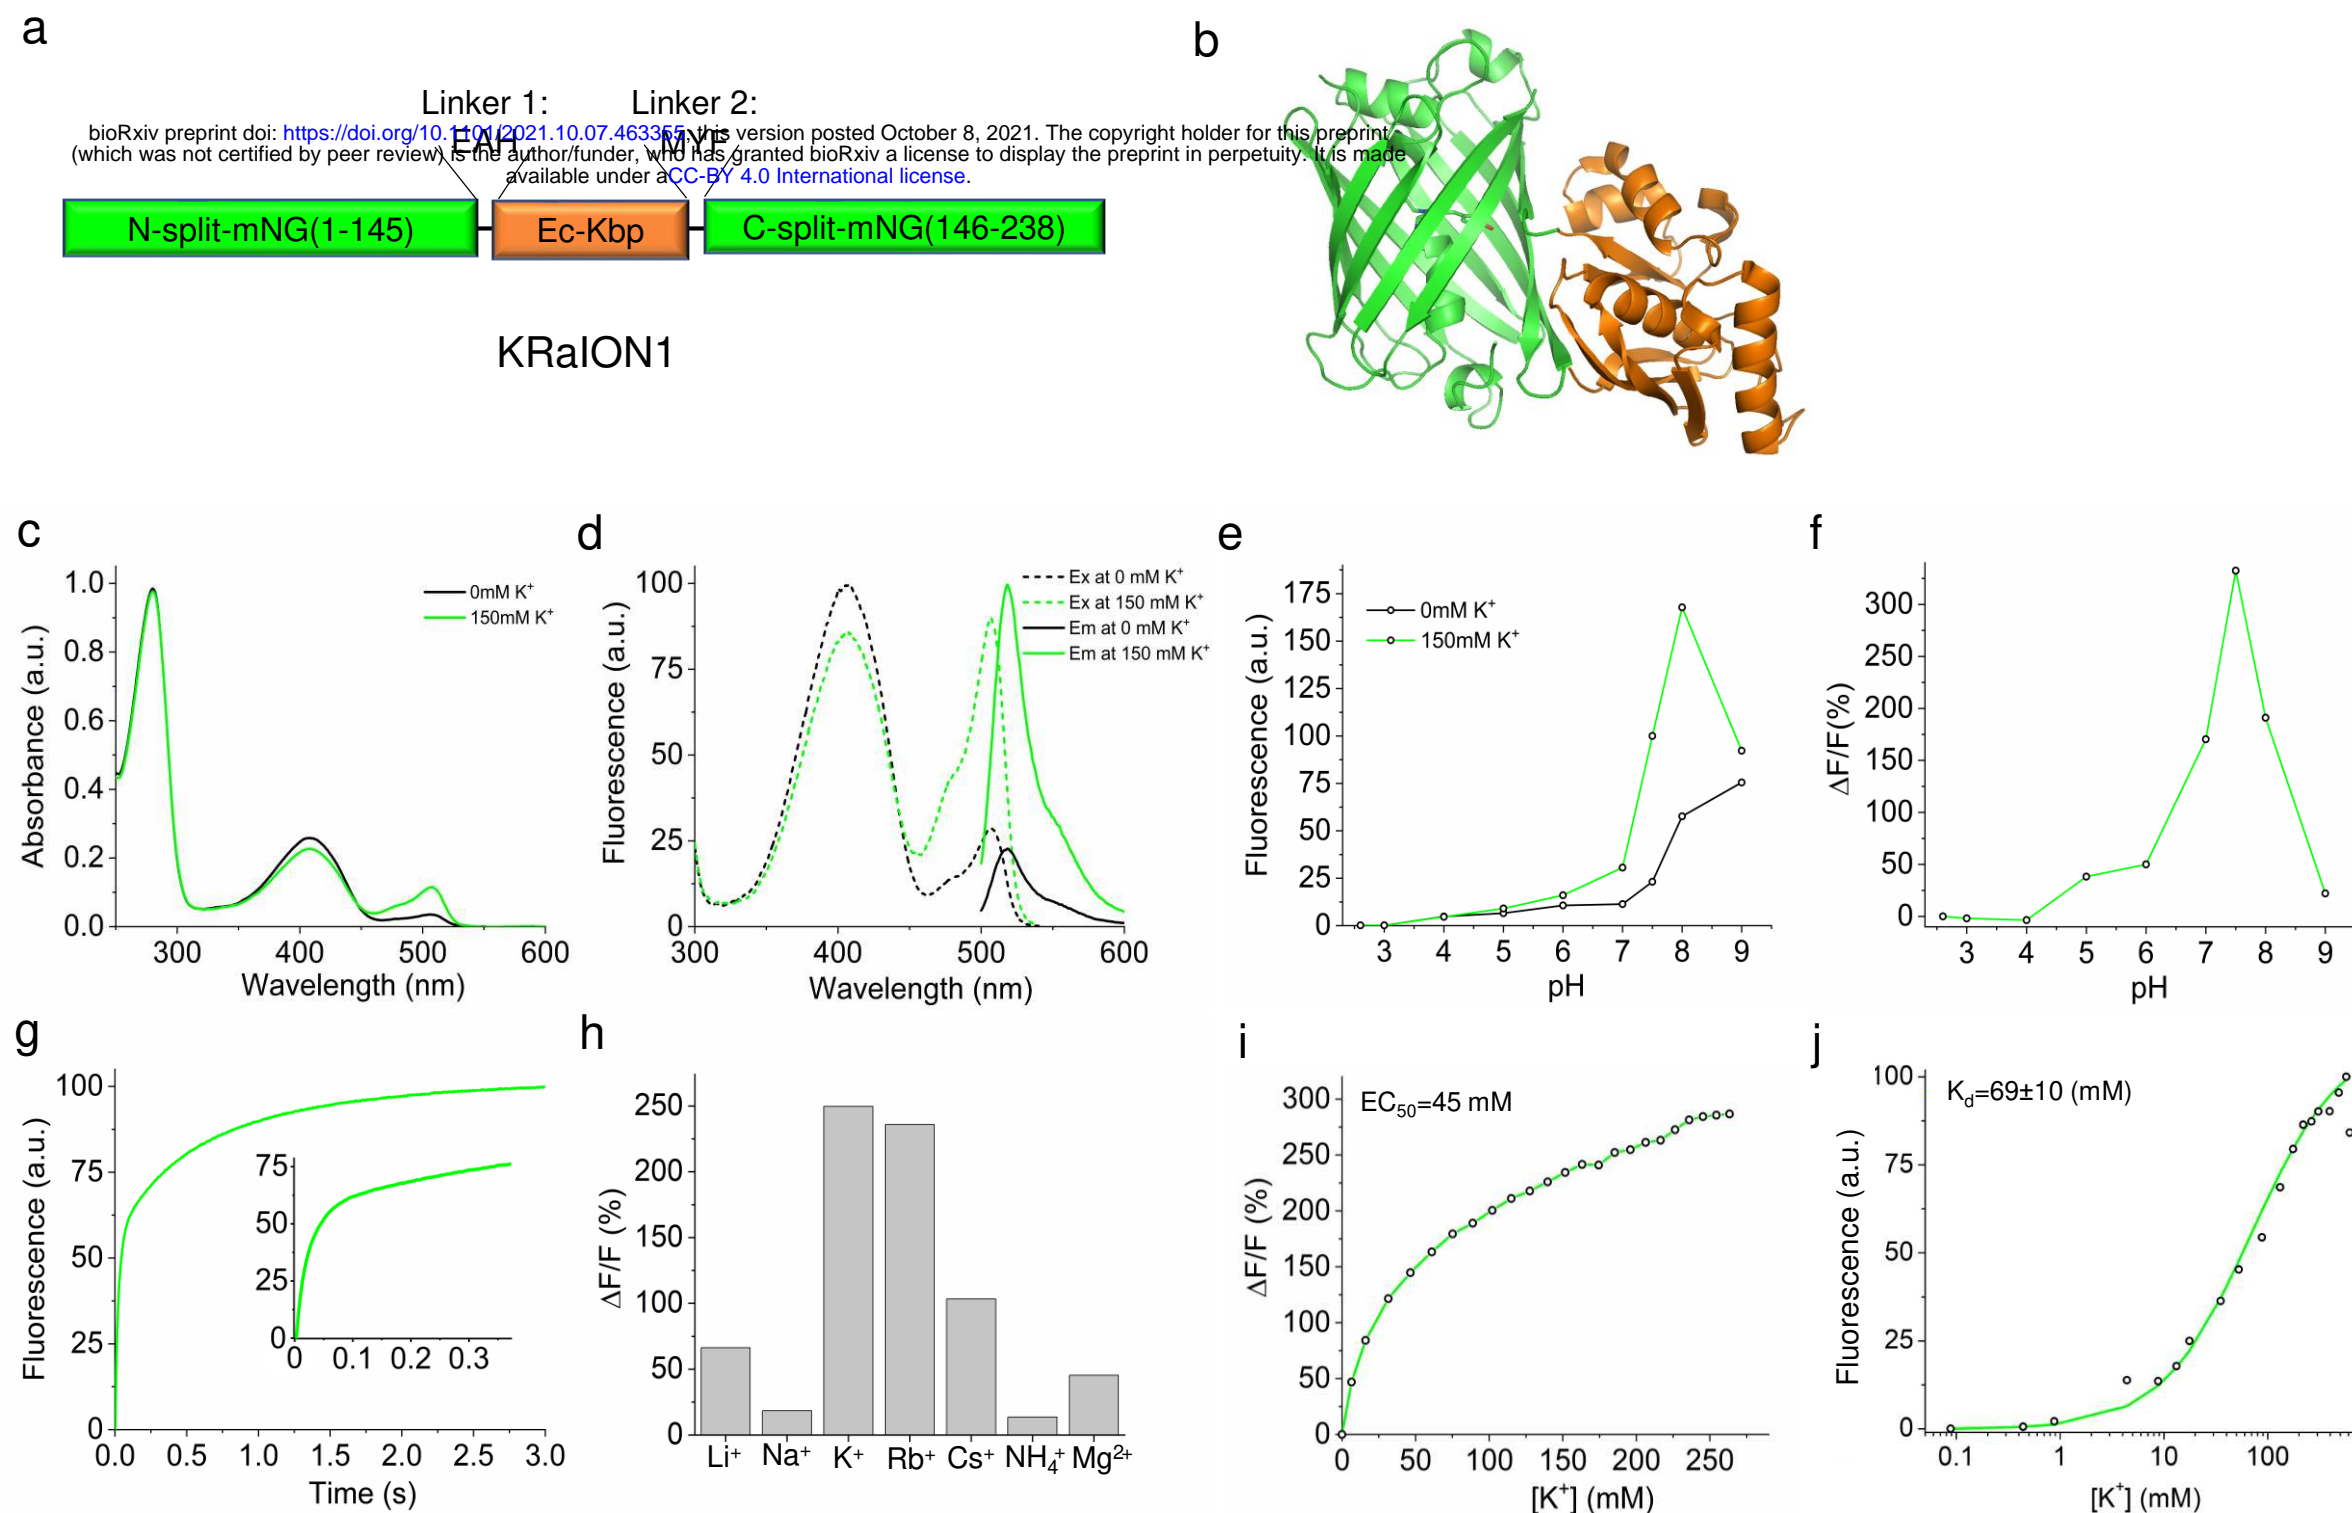 a
b
Linker 1:
Linker 2:
bioRxiv preprint doi: https://doi.org/10.1101/2021.10.07.463355; this version posted October 8, 2021. The copyright holder for this preprint
EAH
MYF
(which was not certified by peer review) is the author/funder, who has granted bioRxiv a license to display the preprint in perpetuity. It is made
available under aCC-BY 4.0 International license.
N-split-mNG(1-145)
Ec-Kbp
C-split-mNG(146-238)
KRaION1
c
Absorbance (a.u.)
1.0
0.8
0.6
0.4
0.2
0.0
0mM K⁺
150mM K⁺
300 400 500 600
Wavelength (nm)
d
Fluorescence (a.u.)
100
75
50
25
0
Ex at 0 mM K⁺
Ex at 150 mM K⁺
Em at 0 mM K⁺
Em at 150 mM K⁺
300 400 500 600
Wavelength (nm)
e
Fluorescence (a.u.)
175
150
125
100
75
50
25
0
0mM K⁺
150mM K⁺
3 4 5 6 7 8 9
pH
f
ΔF/F(%)
300
250
200
150
100
50
0
3 4 5 6 7 8 9
pH
g
Fluorescence (a.u.)
100
75
50
25
0
75
50
25
0
0 0.1 0.2 0.3
0.0 0.5 1.0 1.5 2.0 2.5 3.0
Time (s)
h
ΔF/F (%)
250
200
150
100
50
0
Li⁺ Na⁺ K⁺ Rb⁺ Cs⁺ NH₄⁺ Mg²⁺
i
ΔF/F (%)
300
250
200
150
100
50
0
EC₅₀=45 mM
0 50 100 150 200 250
[K⁺] (mM)
j
Fluorescence (a.u.)
100
75
50
25
0
K_d=69±10 (mM)
0.1 1 10 100
[K⁺] (mM)